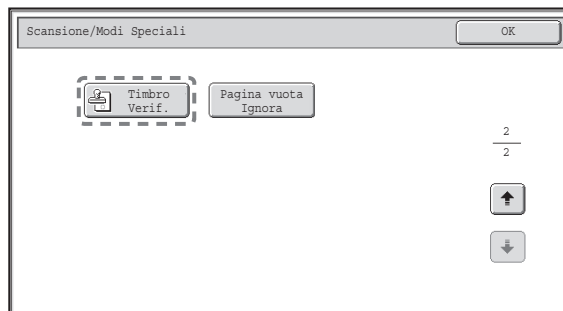 Scansione/Modi Speciali
OK
Timbro
Verif.
Pagina vuota
Ignora
2
2